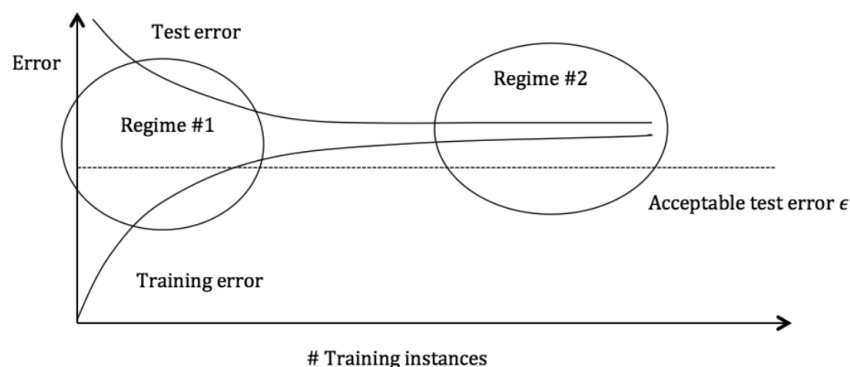 Test error
Error
Regime #2
Regime #1
Acceptable test error ϵ
Training error
# Training instances